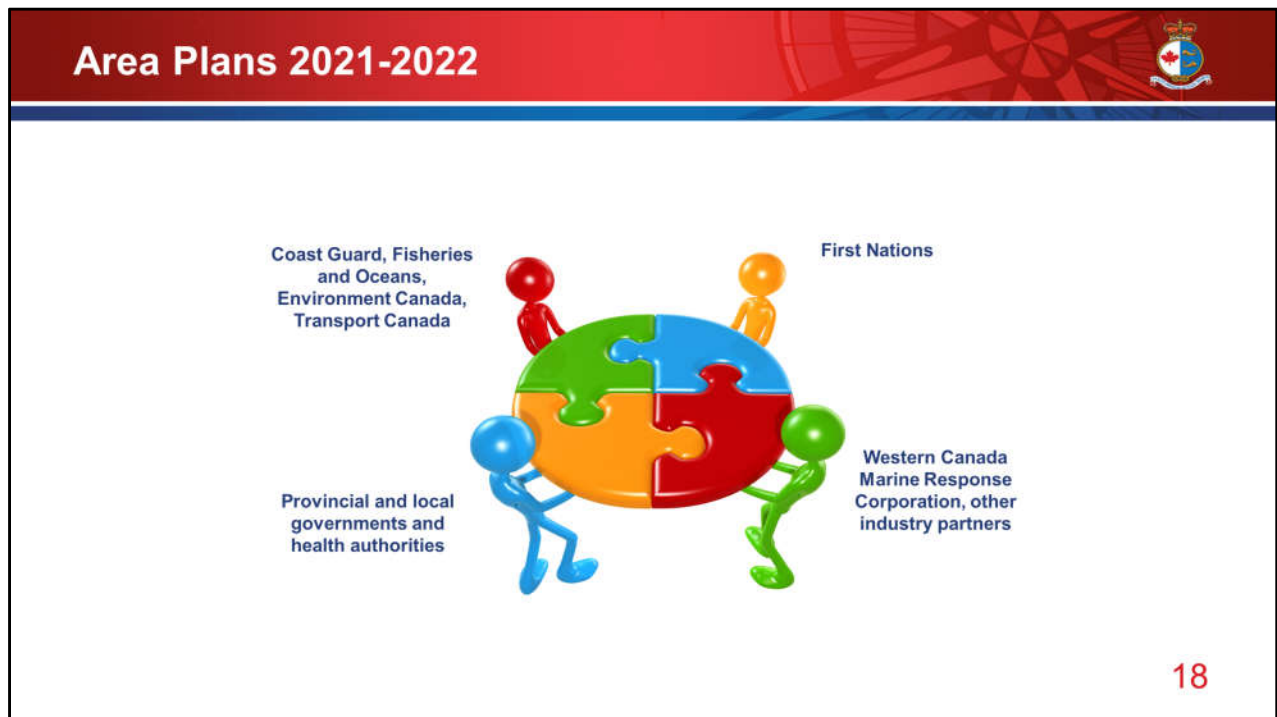 Area Plans 2021-2022
Coast Guard, Fisheries
and Oceans,
Environment Canada,
Transport Canada
First Nations
Provincial and local
governments and
health authorities
Western Canada
Marine Response
Corporation, other
industry partners
18